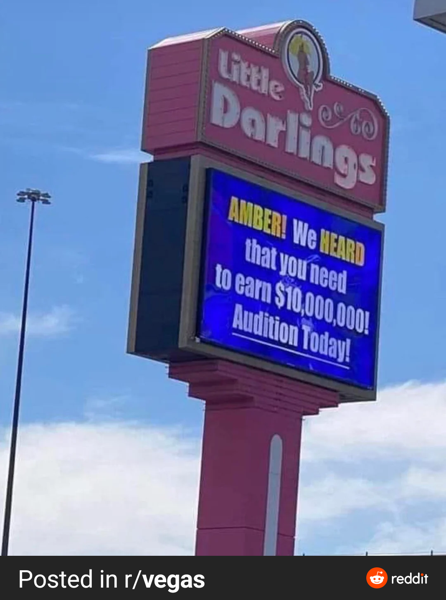 Little
Darlings
AMBER! We HEARD
that you need
to earn $10,000,000!
Audition Today!
Posted in r/vegas
reddit